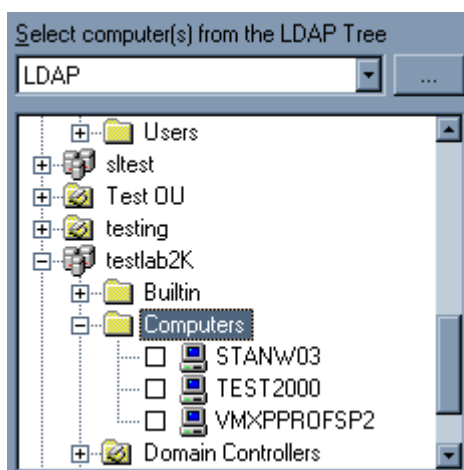 Select computer(s) from the LDAP Tree
LDAP
...
Users
sltest
Test OU
testing
testlab2K
Builtin
Computers
STANW03
TEST2000
VMXPPROFSP2
Domain Controllers